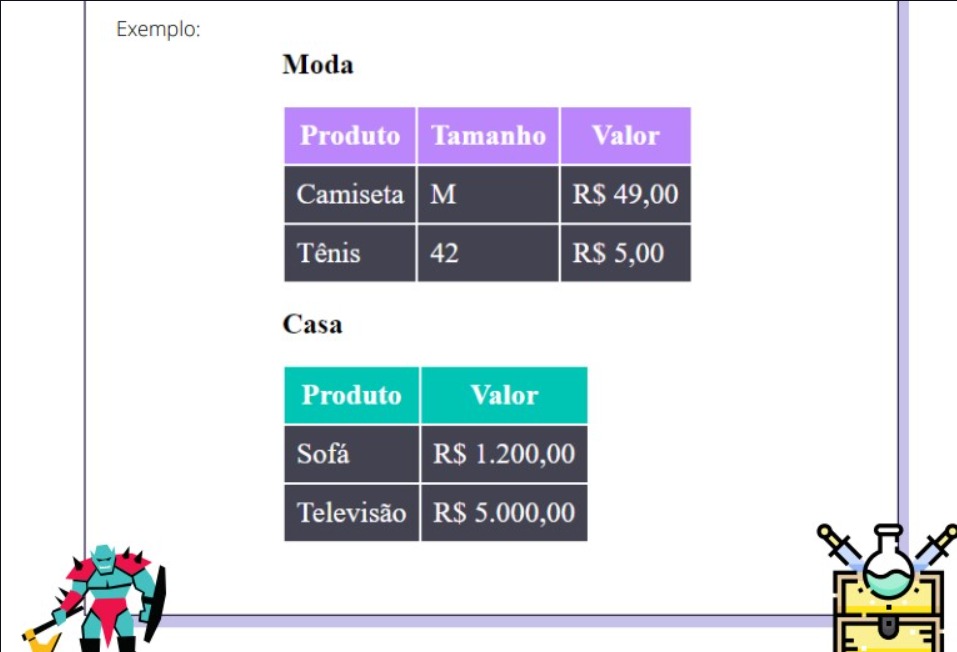 Exemplo:
Moda
Produto Tamanho Valor
Camiseta M R$ 49,00
Tênis 42 R$ 5,00
Casa
Produto Valor
Sofá R$ 1.200,00
Televisão R$ 5.000,00